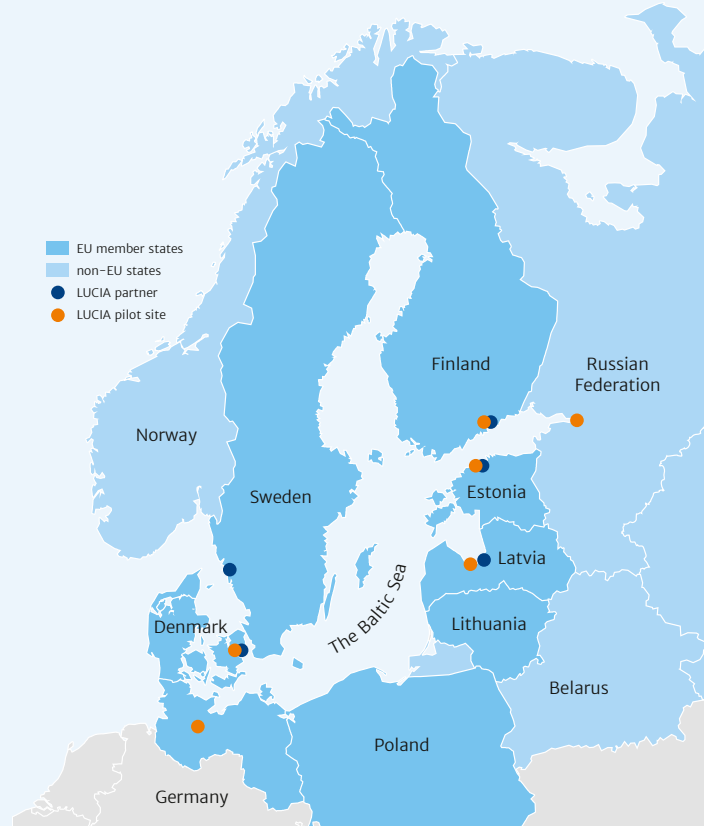 EU member states
non-EU states
LUCIA partner
LUCIA pilot site
Finland
Russian
Federation
Norway
Sweden
Estonia
Latvia
The Baltic Sea
Denmark
Lithuania
Belarus
Poland
Germany